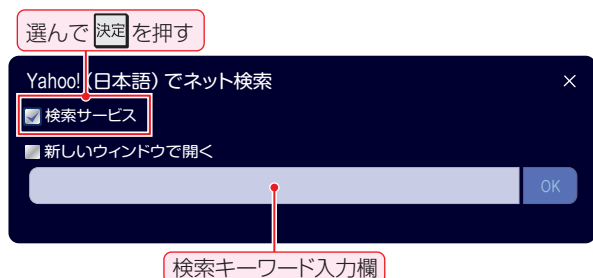 選んで 決定 を押す
Yahoo!(日本語)でネット検索 ×
検索サービス
新しいウィンドウで開く
OK
検索キーワード入力欄